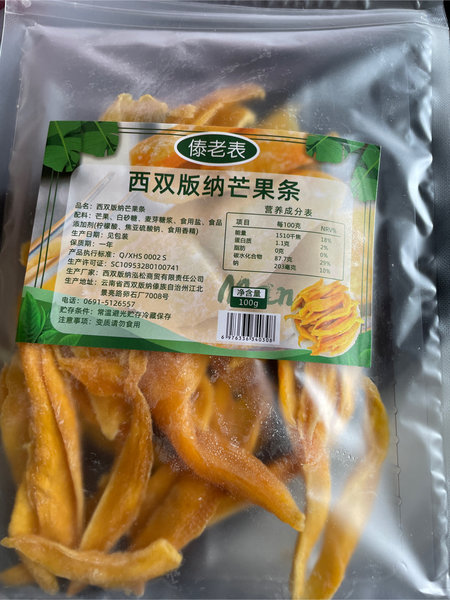 傣老表
西双版纳芒果条
品名：西双版纳芒果条
配料：芒果、白砂糖、麦芽糖浆、食用盐、食品
添加剂(柠檬酸、焦亚硫酸钠、食用香精)
生产日期：见包装
保质期：一年
产品执行标准：Q/XHS 0002 S
生产许可证：SC10953280100741
生产厂家：西双版纳泓松商贸有限责任公司
生产地址：云南省西双版纳傣族自治州江北
景亮路原石厂7008号
电话：0691-5126557
贮存条件：常温避光贮存冷藏保存
注意事项：变质请勿食用
营养成分表
项目 每100克 NRV%
能量 1510千焦 18%
蛋白质 1.1克 2%
脂肪 0克 0%
碳水化合物 87.7克 29%
钠 203毫克 10%
净含量
100g
6 976336 540306